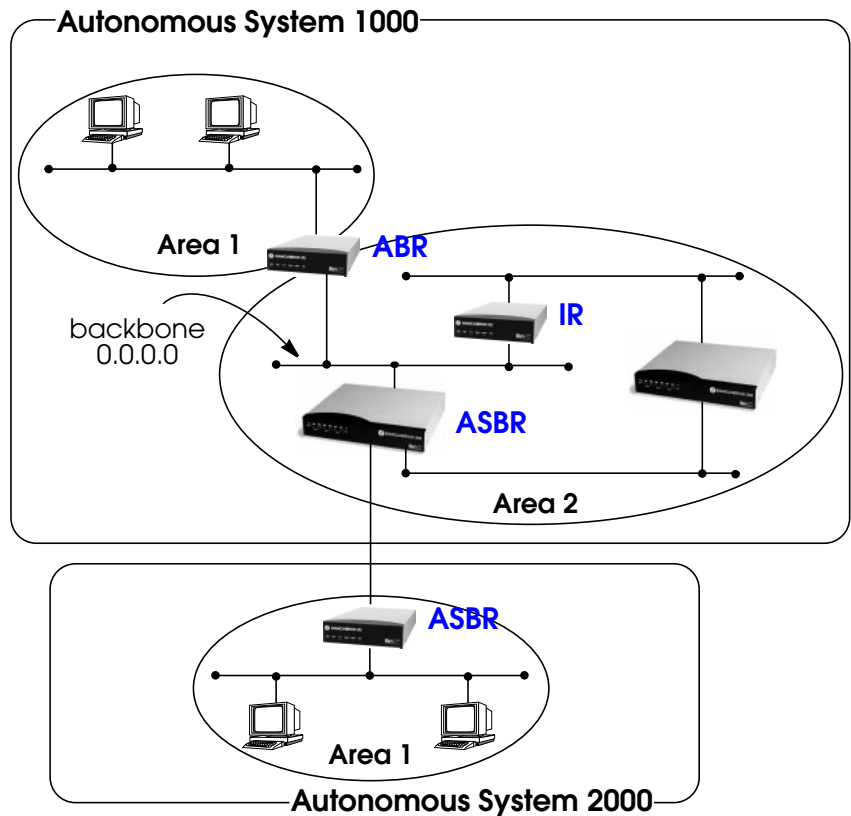 Autonomous System 1000
Area 1
ABR
IR
backbone
0.0.0.0
ASBR
Area 2
ASBR
Area 1
Autonomous System 2000